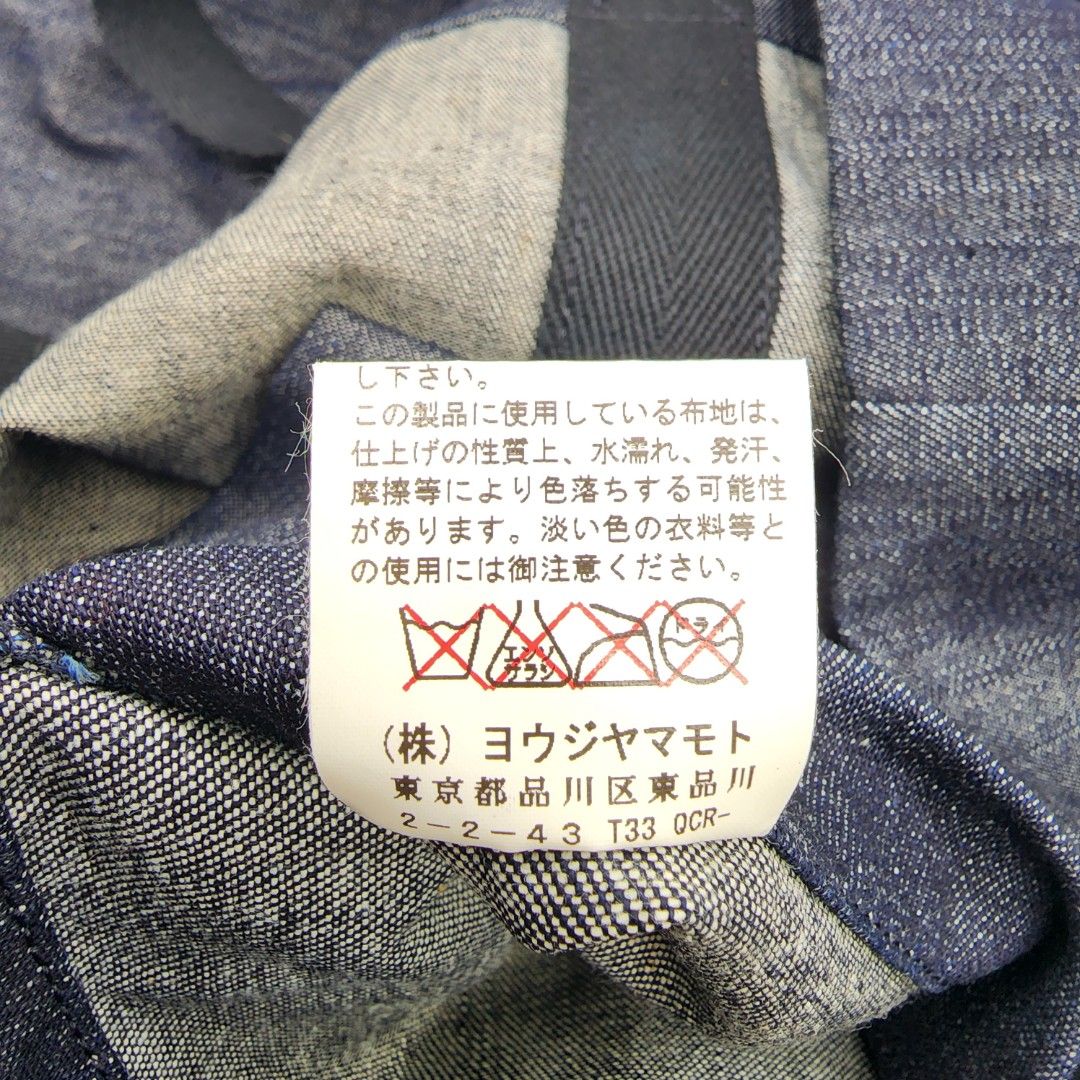 し下さい。
この製品に使用している布地は、
仕上げの性質上、水濡れ、発汗、
摩擦等により色落ちする可能性
があります。淡い色の衣料等と
の使用には御注意ください。
エンソ
チラシ
ドライ
(株) ヨウジヤマモト
東京都品川区東品川
2-2-43 T33 QCR-